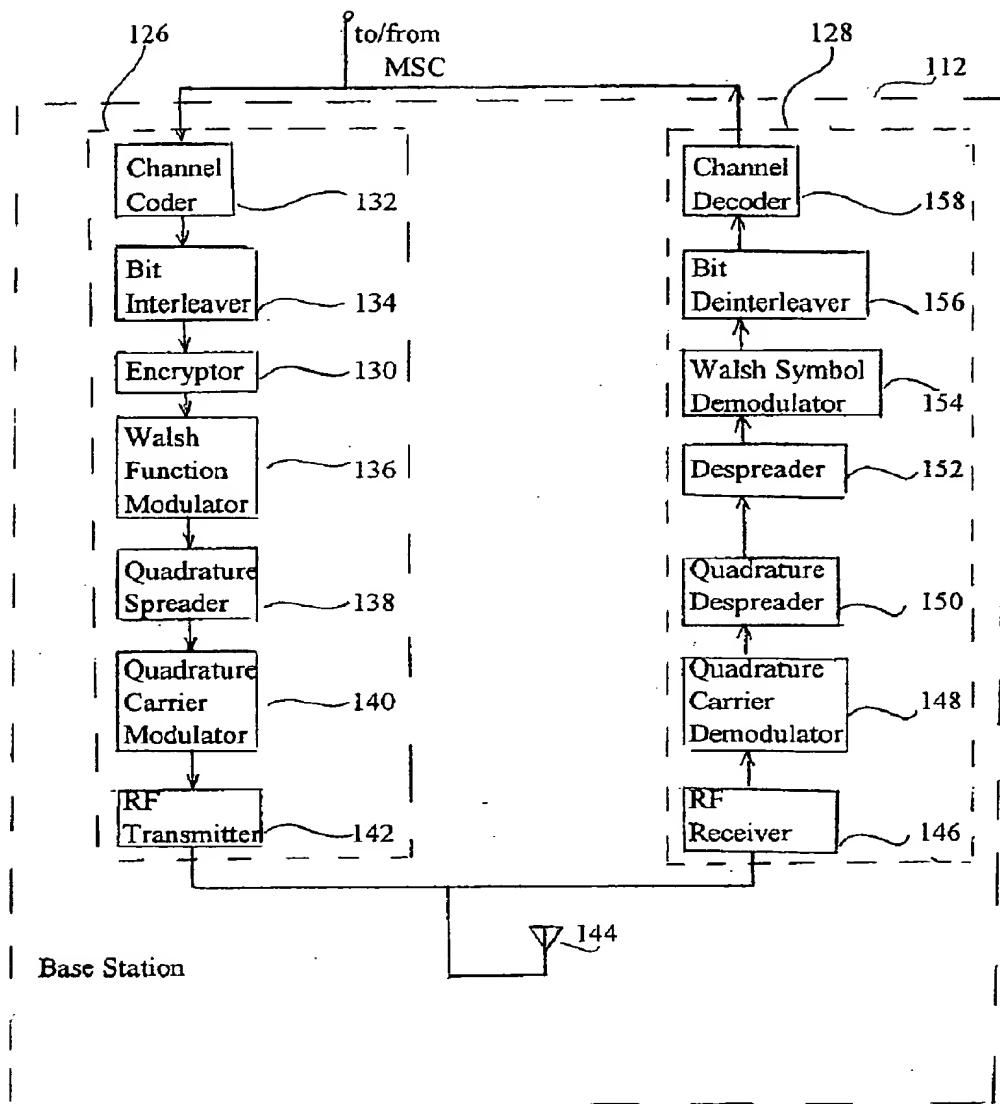 126
to/from
MSC
128
112
Channel
Coder
132
Bit
Interleaver
134
Encryptor
130
Walsh
Function
Modulator
136
Quadrature
Spreader
138
Quadrature
Carrier
Modulator
140
RF
Transmitter
142
Channel
Decoder
158
Bit
Deinterleaver
156
Walsh Symbol
Demodulator
154
Despreader
152
Quadrature
Despreader
150
Quadrature
Carrier
Demodulator
148
RF
Receiver
146
144
Base Station